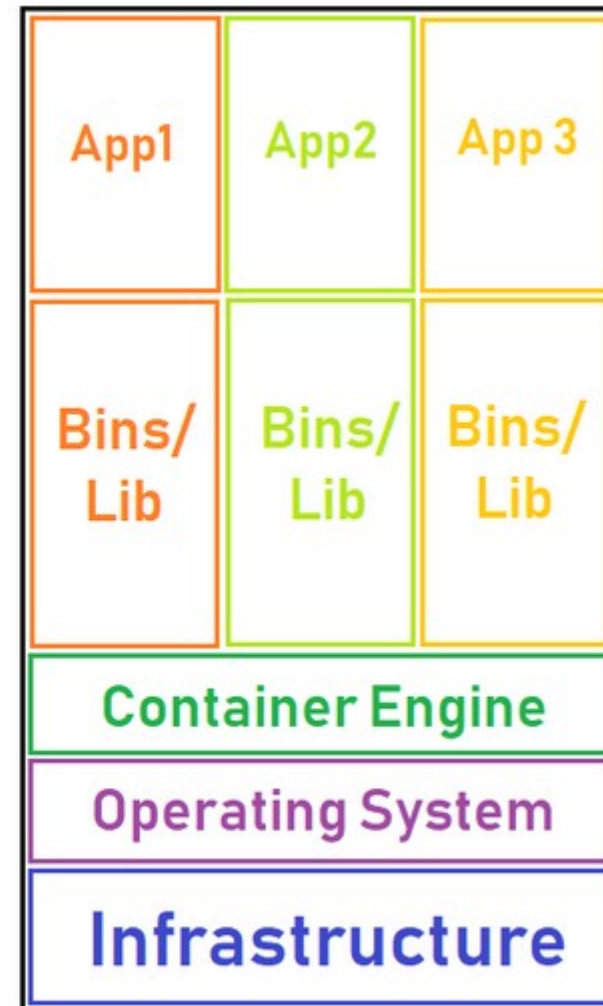 App1
App2
App 3
Bins/
Lib
Bins/
Lib
Bins/
Lib
Container Engine
Operating System
Infrastructure